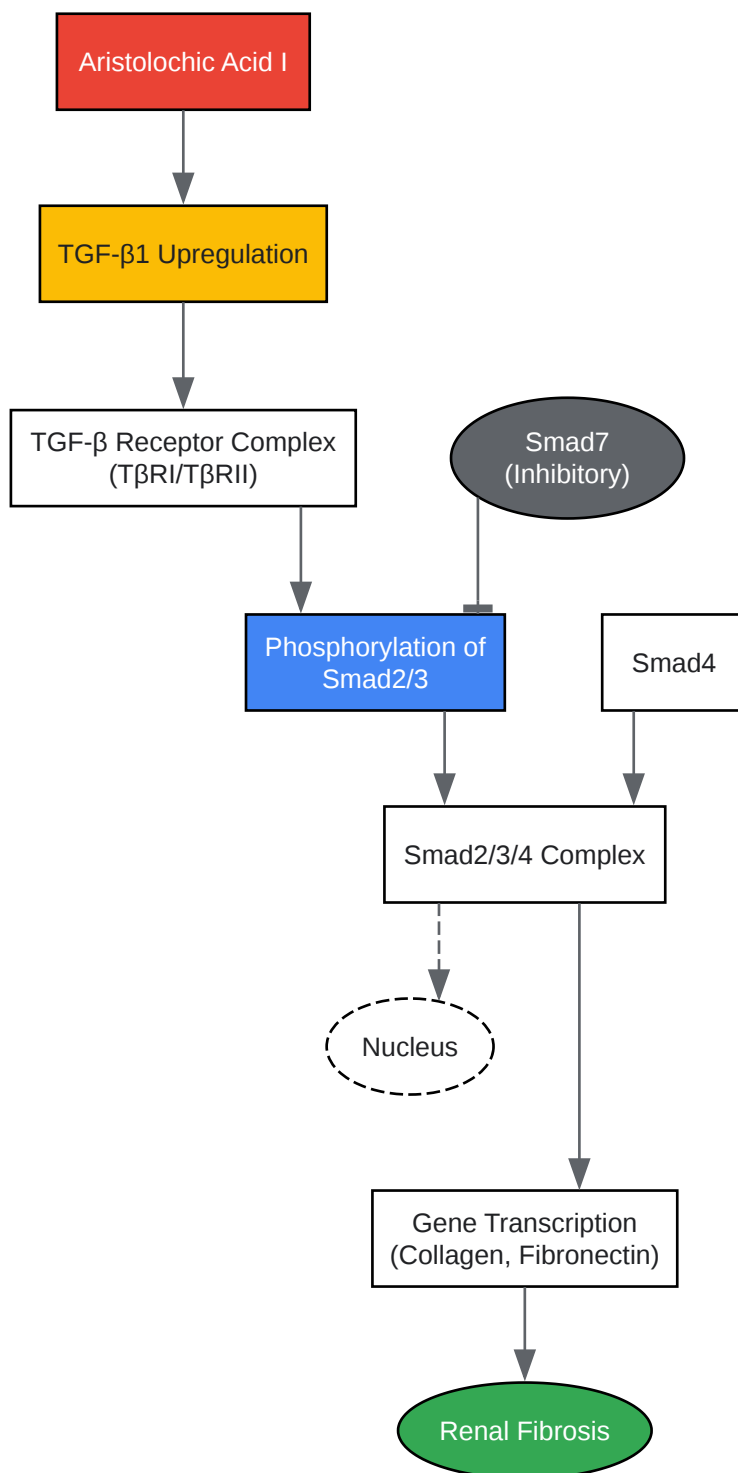 Aristolochic Acid I
TGF-β1 Upregulation
TGF-β Receptor Complex
(TβRI/TβRII)
Smad7
(Inhibitory)
Phosphorylation of
Smad2/3
Smad4
Smad2/3/4 Complex
Nucleus
Gene Transcription
(Collagen, Fibronectin)
Renal Fibrosis